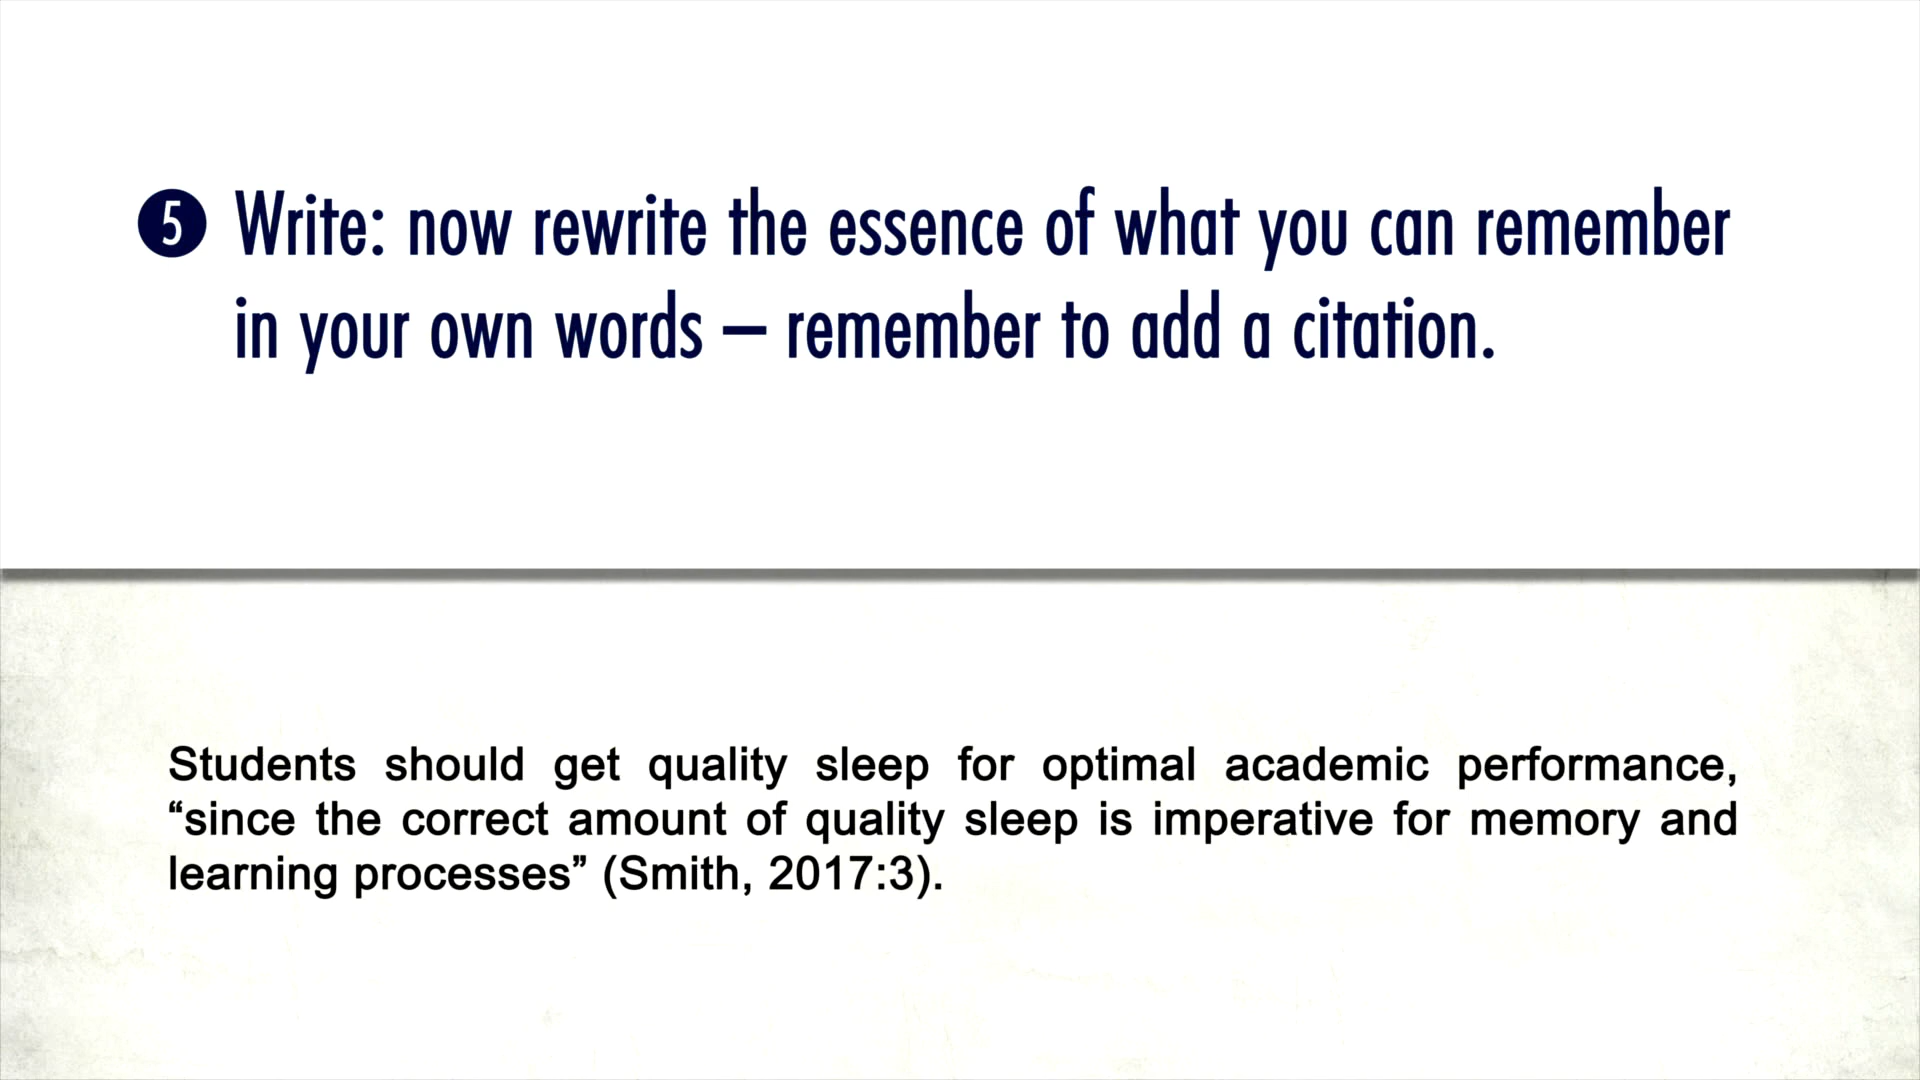 5 Write: now rewrite the essence of what you can remember
in your own words – remember to add a citation.
Students should get quality sleep for optimal academic performance,
“since the correct amount of quality sleep is imperative for memory and
learning processes” (Smith, 2017:3).